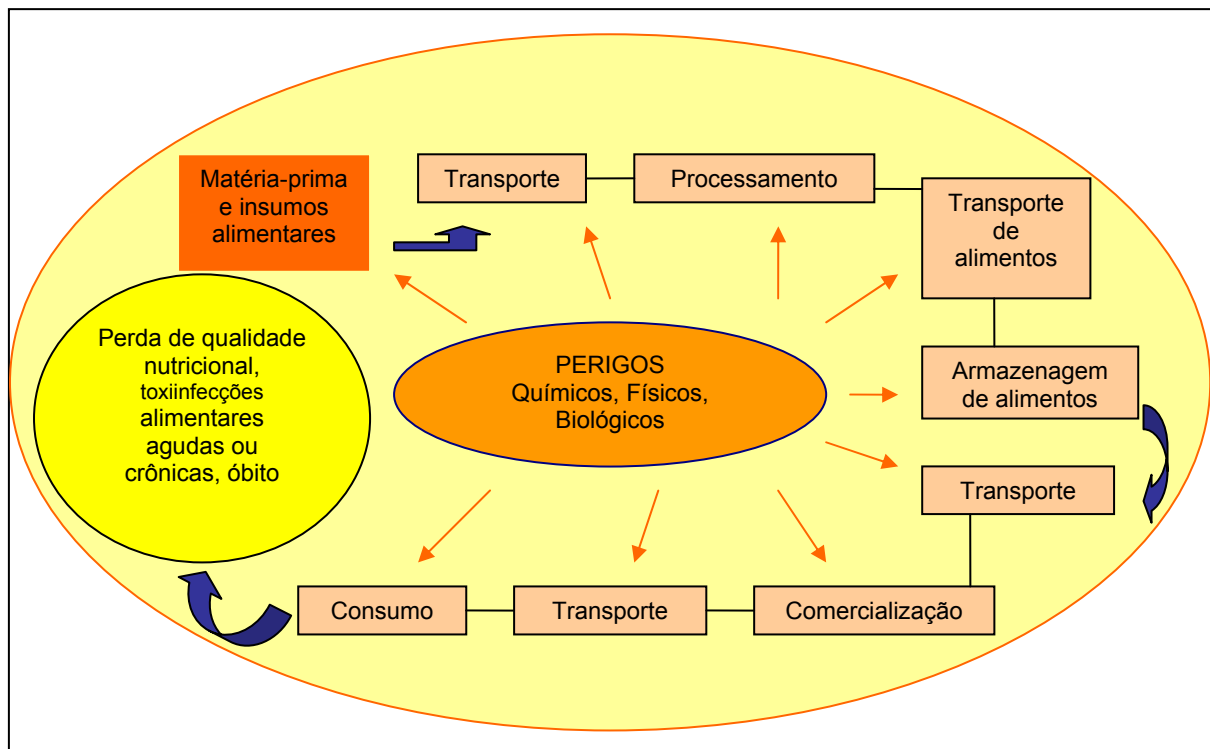 Matéria-prima
e insumos
alimentares
Transporte
Processamento
Transporte
de
alimentos
Armazenagem
de alimentos
Transporte
Comercialização
Transporte
Consumo
Perda de qualidade
nutricional,
toxiinfecções
alimentares
agudas ou
crônicas, óbito
PERIGOS
Químicos, Físicos,
Biológicos